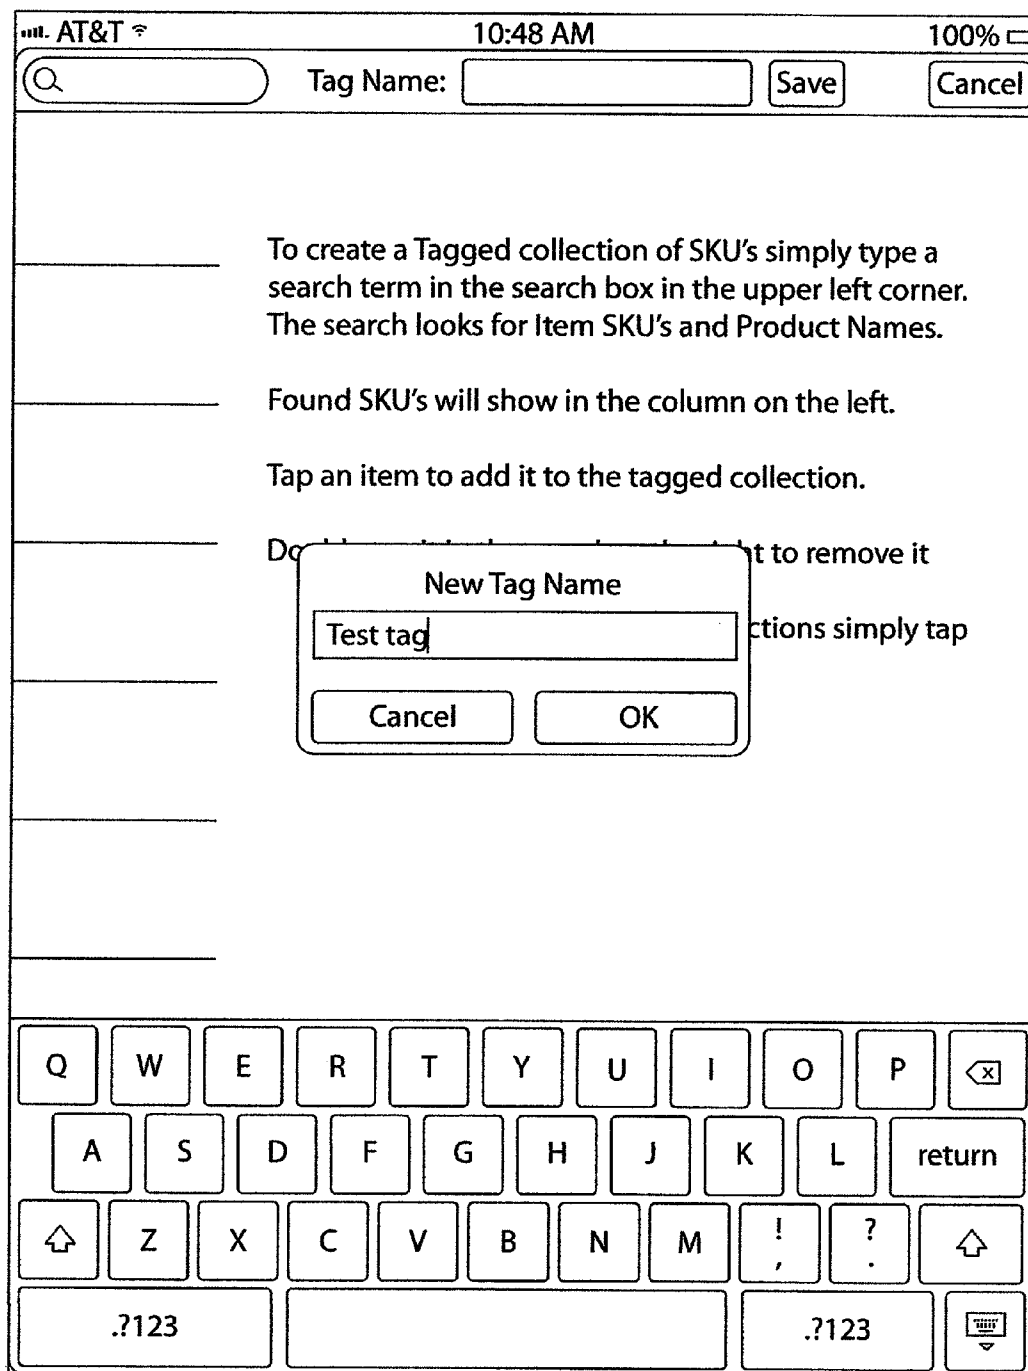 AT&T 10:48 AM 100%
Tag Name: Save Cancel
To create a Tagged collection of SKU's simply type a
search term in the search box in the upper left corner.
The search looks for Item SKU's and Product Names.
Found SKU's will show in the column on the left.
Tap an item to add it to the tagged collection.
to remove it
New Tag Name
Test tag
simply tap
Cancel OK
Q W E R T Y U I O P
A S D F G H J K L return
Z X C V B N M ! , ? .
.?123 .?123